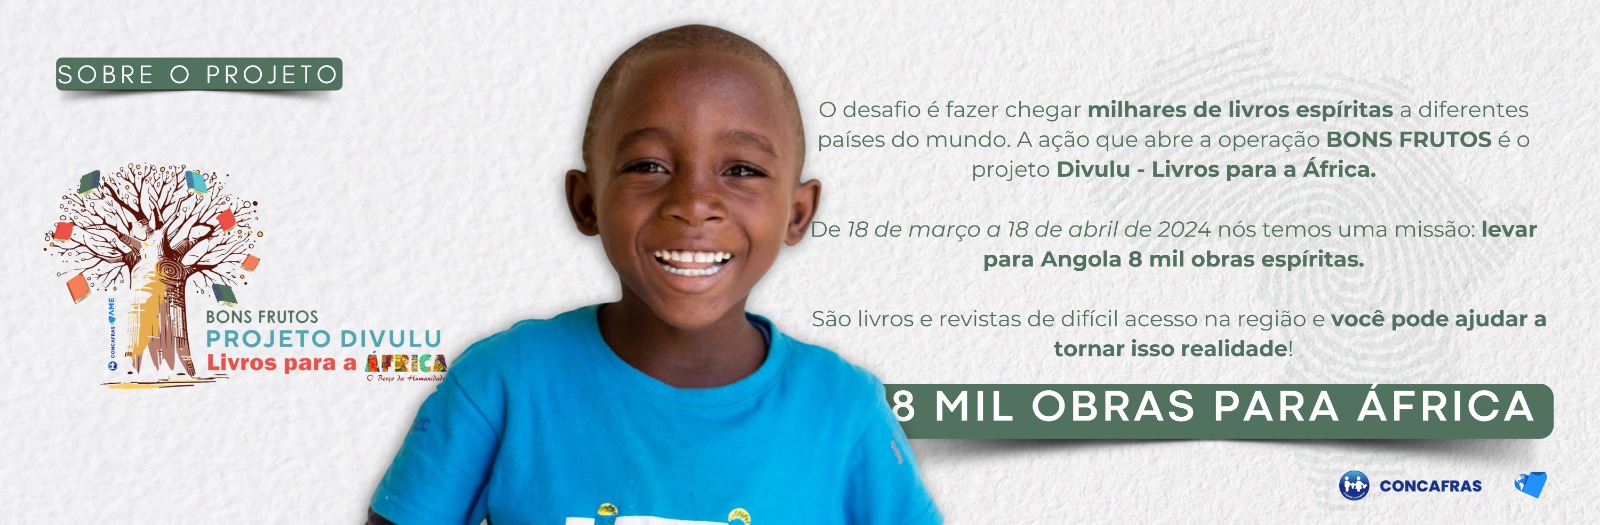 SOBRE O PROJETO
CONCAFRAS AME
BONS FRUTOS
PROJETO DIVULU
Livros para a ÁFRICA
O Berço da Humanidade
O desafio é fazer chegar milhares de livros espíritas a diferentes
países do mundo. A ação que abre a operação BONS FRUTOS é o
projeto Divulu - Livros para a África.
De 18 de março a 18 de abril de 2024 nós temos uma missão: levar
para Angola 8 mil obras espíritas.
São livros e revistas de difícil acesso na região e você pode ajudar a
tornar isso realidade!
8 MIL OBRAS PARA ÁFRICA
CONCAFRAS